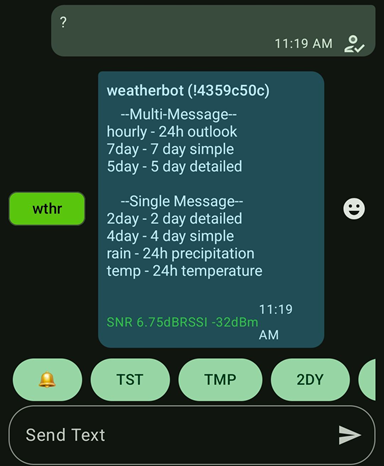 ?
11:19 AM
weatherbot (!4359c50c)
--Multi-Message--
hourly - 24h outlook
7day - 7 day simple
5day - 5 day detailed
--Single Message--
2day - 2 day detailed
4day - 4 day simple
rain - 24h precipitation
temp - 24h temperature
wthr
SNR 6.75dBRSSI -32dBm 11:19
AM
TST
TMP
2DY
Send Text